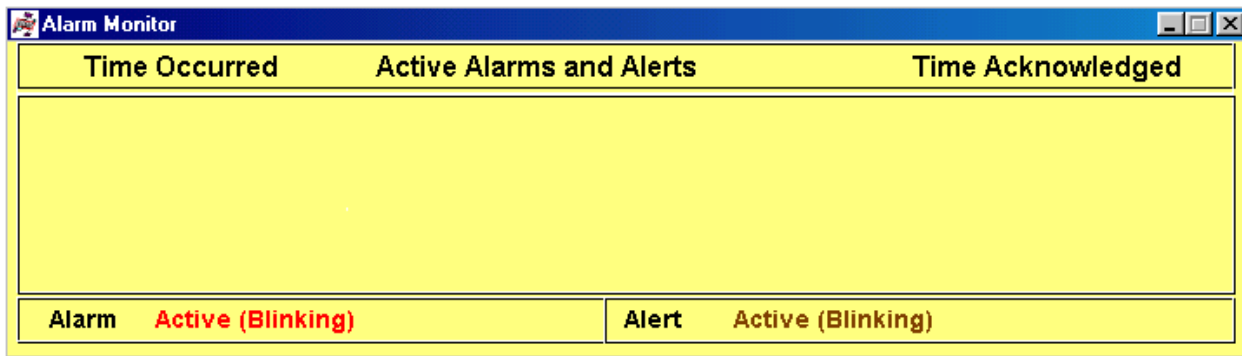 Alarm Monitor
Time Occurred Active Alarms and Alerts Time Acknowledged
Alarm Active (Blinking) Alert Active (Blinking)